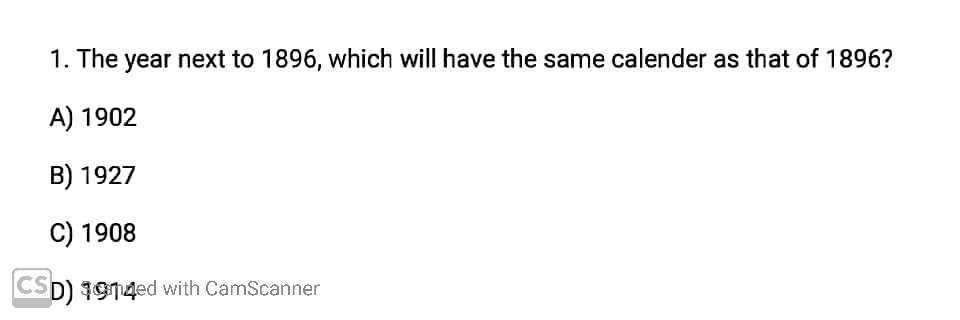 1. The year next to 1896, which will have the same calender as that of 1896?
A) 1902
B) 1927
C) 1908
D) 1914
CS Scanned with CamScanner